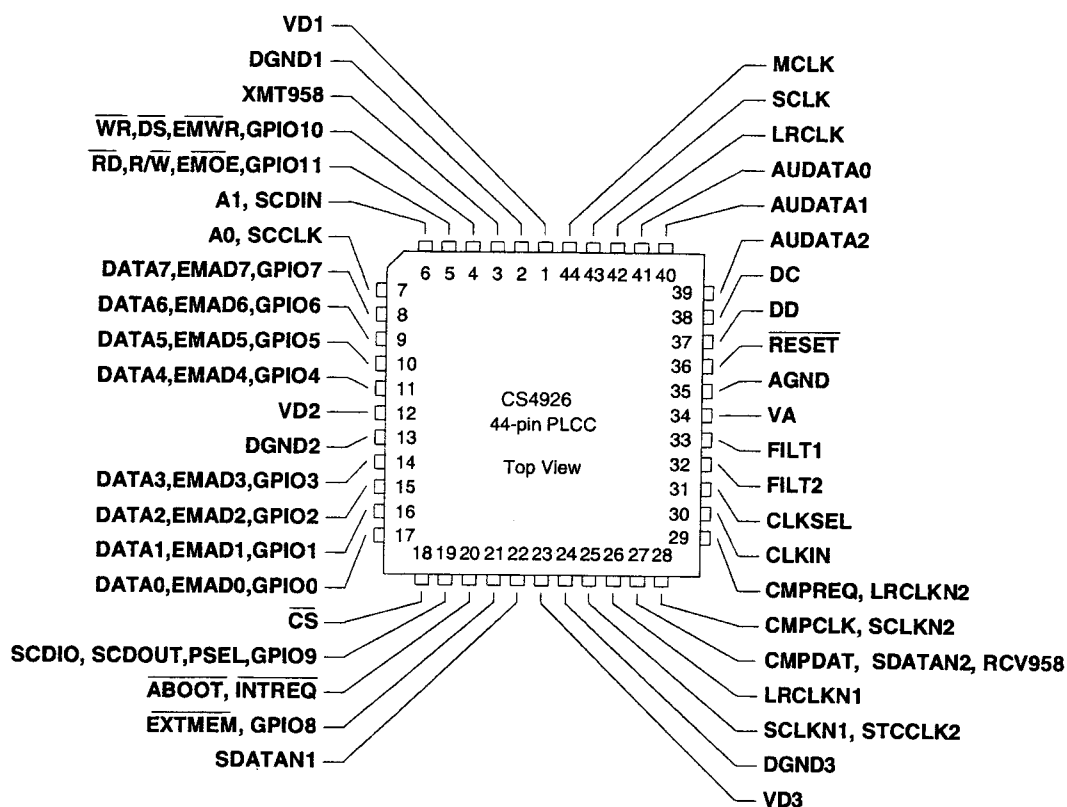 VD1
DGND1
XMT958
WR,DS,EMWR,GPIO10
RD,R/W,EMOE,GPIO11
A1, SCDIN
A0, SCCLK
DATA7,EMAD7,GPIO7
DATA6,EMAD6,GPIO6
DATA5,EMAD5,GPIO5
DATA4,EMAD4,GPIO4
VD2
DGND2
DATA3,EMAD3,GPIO3
DATA2,EMAD2,GPIO2
DATA1,EMAD1,GPIO1
DATA0,EMAD0,GPIO0
CS
SCDIO, SCDOUT,PSEL,GPIO9
ABOOT, INTREQ
EXTMEM, GPIO8
SDATAN1
MCLK
SCLK
LRCLK
AUDATA0
AUDATA1
AUDATA2
DC
DD
RESET
AGND
VA
FILT1
FILT2
CLKSEL
CLKIN
CMPREQ, LRCLKN2
CMPCLK, SCLKN2
CMPDAT, SDATAN2, RCV958
LRCLKN1
SCLKN1, STCCLK2
DGND3
VD3
6 5 4 3 2 1 44 43 42 41 40
7
8
9
10
11
12
13
14
15
16
17
39
38
37
36
35
34
33
32
31
30
29
18 19 20 21 22 23 24 25 26 27 28
CS4926
44-pin PLCC
Top View